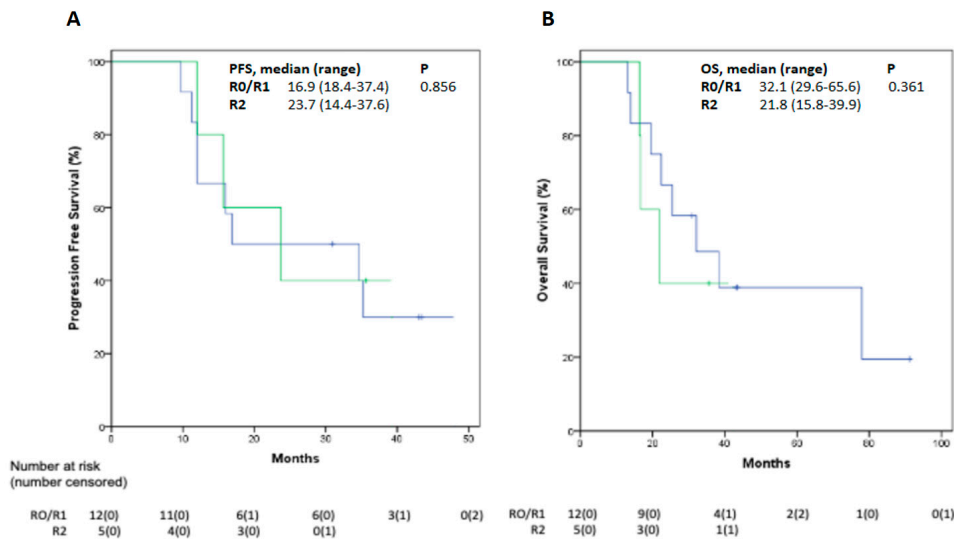 A
B
PFS, median (range) P
R0/R1 16.9 (18.4-37.4) 0.856
R2 23.7 (14.4-37.6)
OS, median (range) P
R0/R1 32.1 (29.6-65.6) 0.361
R2 21.8 (15.8-39.9)
Progression Free Survival (%)
100
80
60
40
20
0
0 10 20 30 40 50
Months
Overall Survival (%)
100
80
60
40
20
0
0 20 40 60 80 100
Months
Number at risk
(number censored)
RO/R1 12(0) 11(0) 6(1) 6(0) 3(1) 0(2)
R2 5(0) 4(0) 3(0) 0(1)
RO/R1 12(0) 9(0) 4(1) 2(2) 1(0) 0(1)
R2 5(0) 3(0) 1(1)